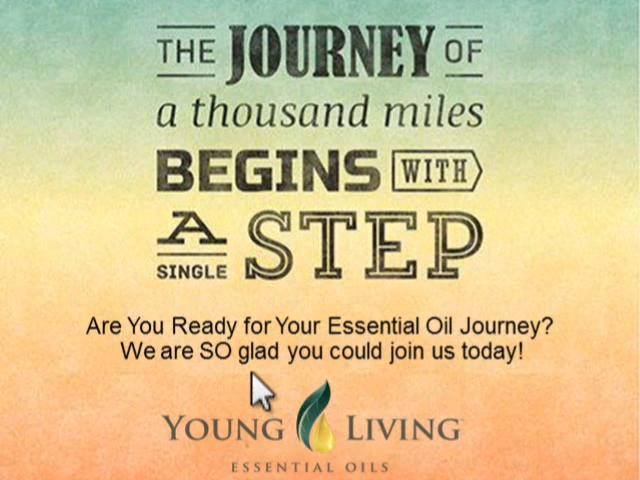 THE JOURNEY OF
a thousand miles
BEGINS WITH
A SINGLE STEP
Are You Ready for Your Essential Oil Journey?
We are SO glad you could join us today!
YOUNG LIVING
ESSENTIAL OILS